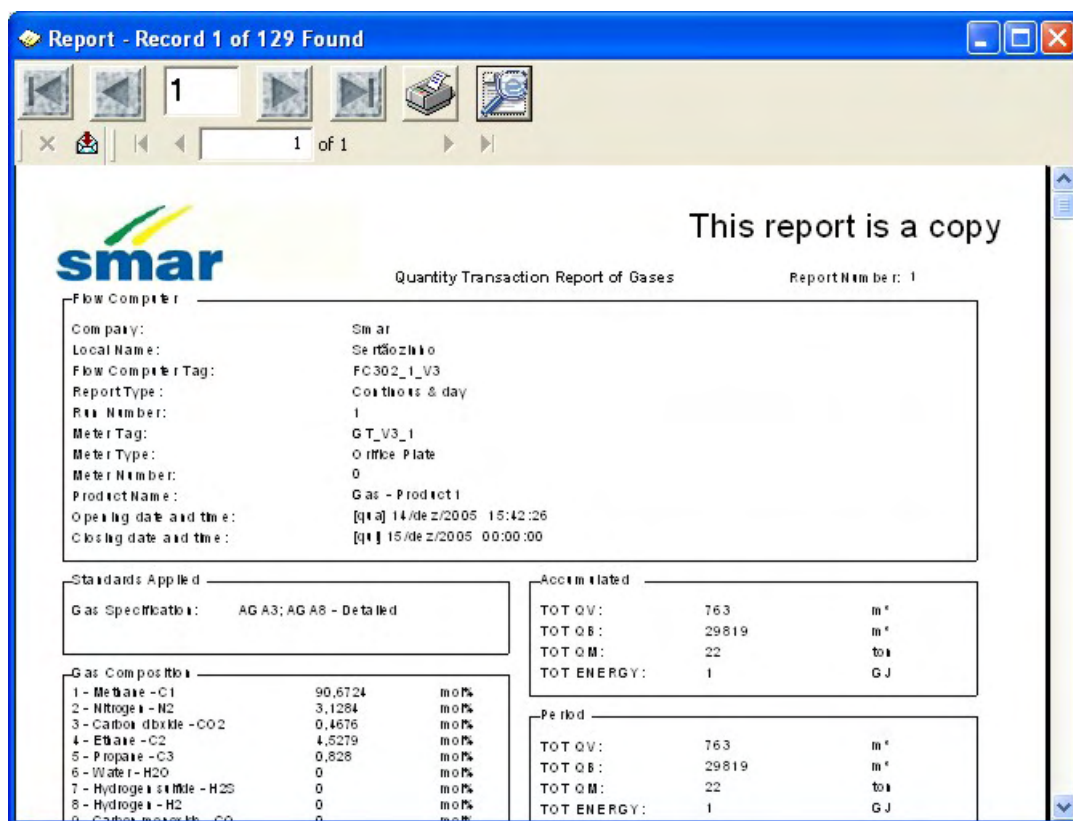 Report - Record 1 of 129 Found
1
1 of 1
smar
This report is a copy
Quantity Transaction Report of Gases
Report Number: 1
Flow Computer
Company: Smar
Local Name: Sertãozinho
Flow Computer Tag: FC302_1_V3
Report Type: Continous & day
Run Number: 1
Meter Tag: GT_V3_1
Meter Type: Orifice Plate
Meter Number: 0
Product Name: Gas - Product1
Opening date and time: [qua] 14/dez/2005 15:42:26
Closing date and time: [qui] 15/dez/2005 00:00:00
Standards Applied
Gas Specification: AGA3; AGA8 - Detailed
Gas Composition
1 - Methane - C1 90,6724 mol%
2 - Nitrogen - N2 3,1284 mol%
3 - Carbon dioxide - CO2 0,4676 mol%
4 - Ethane - C2 4,5279 mol%
5 - Propane - C3 0,828 mol%
6 - Water - H2O 0 mol%
7 - Hydrogen sulfide - H2S 0 mol%
8 - Hydrogen - H2 0 mol%
9 - Carbon monoxide - CO 0 mol%
Accumulated
TOT QV: 763 m³
TOT QB: 29819 m³
TOT QM: 22 ton
TOT ENERGY: 1 GJ
Period
TOT QV: 763 m³
TOT QB: 29819 m³
TOT QM: 22 ton
TOT ENERGY: 1 GJ